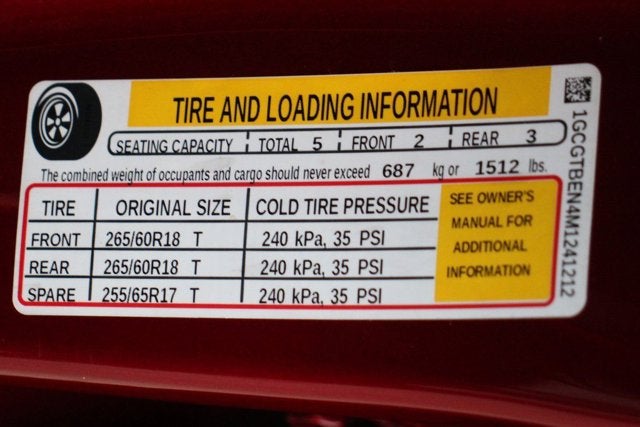 TIRE AND LOADING INFORMATION
SEATING CAPACITY TOTAL 5 FRONT 2 REAR 3
The combined weight of occupants and cargo should never exceed 687 kg or 1512 lbs.
TIRE ORIGINAL SIZE COLD TIRE PRESSURE
FRONT 265/60R18 T 240 kPa, 35 PSI
REAR 265/60R18 T 240 kPa, 35 PSI
SPARE 255/65R17 T 240 kPa, 35 PSI
SEE OWNER'S
MANUAL FOR
ADDITIONAL
INFORMATION
1GCGTBEN4M1241212